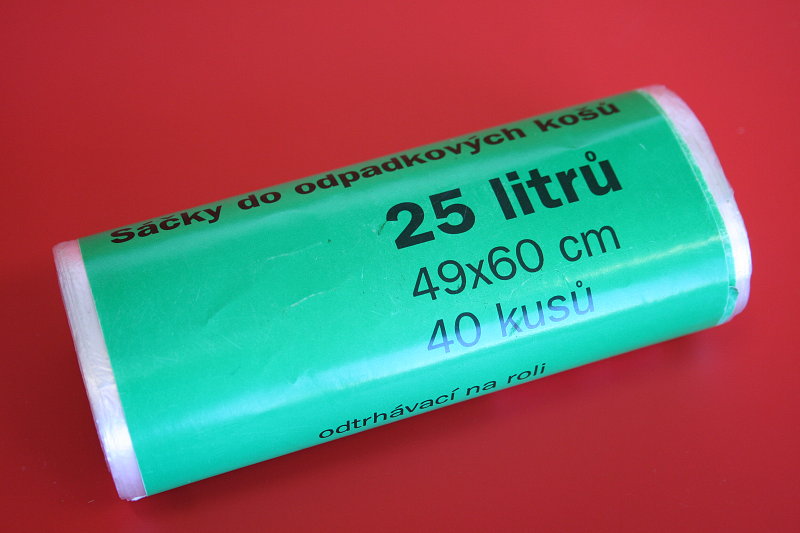 Sáčky do odpadkových košů
25 litrů
49x60 cm
40 kusů
odtrhávací na roli